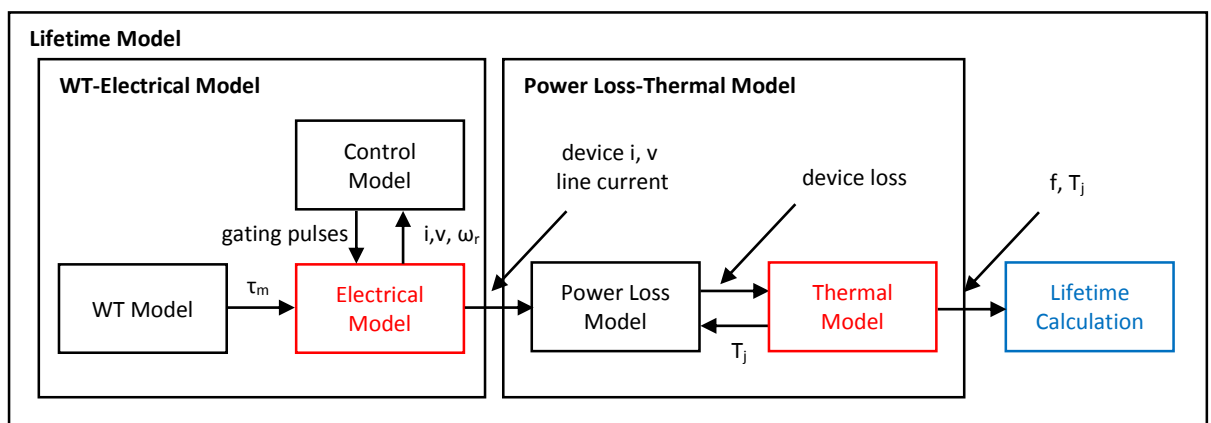 Lifetime Model
WT-Electrical Model
Power Loss-Thermal Model
Control
Model
device i, v
line current
device loss
f, Tj
gating pulses
i,v, ωr
WT Model
τm
Electrical
Model
Power Loss
Model
Tj
Thermal
Model
Lifetime
Calculation